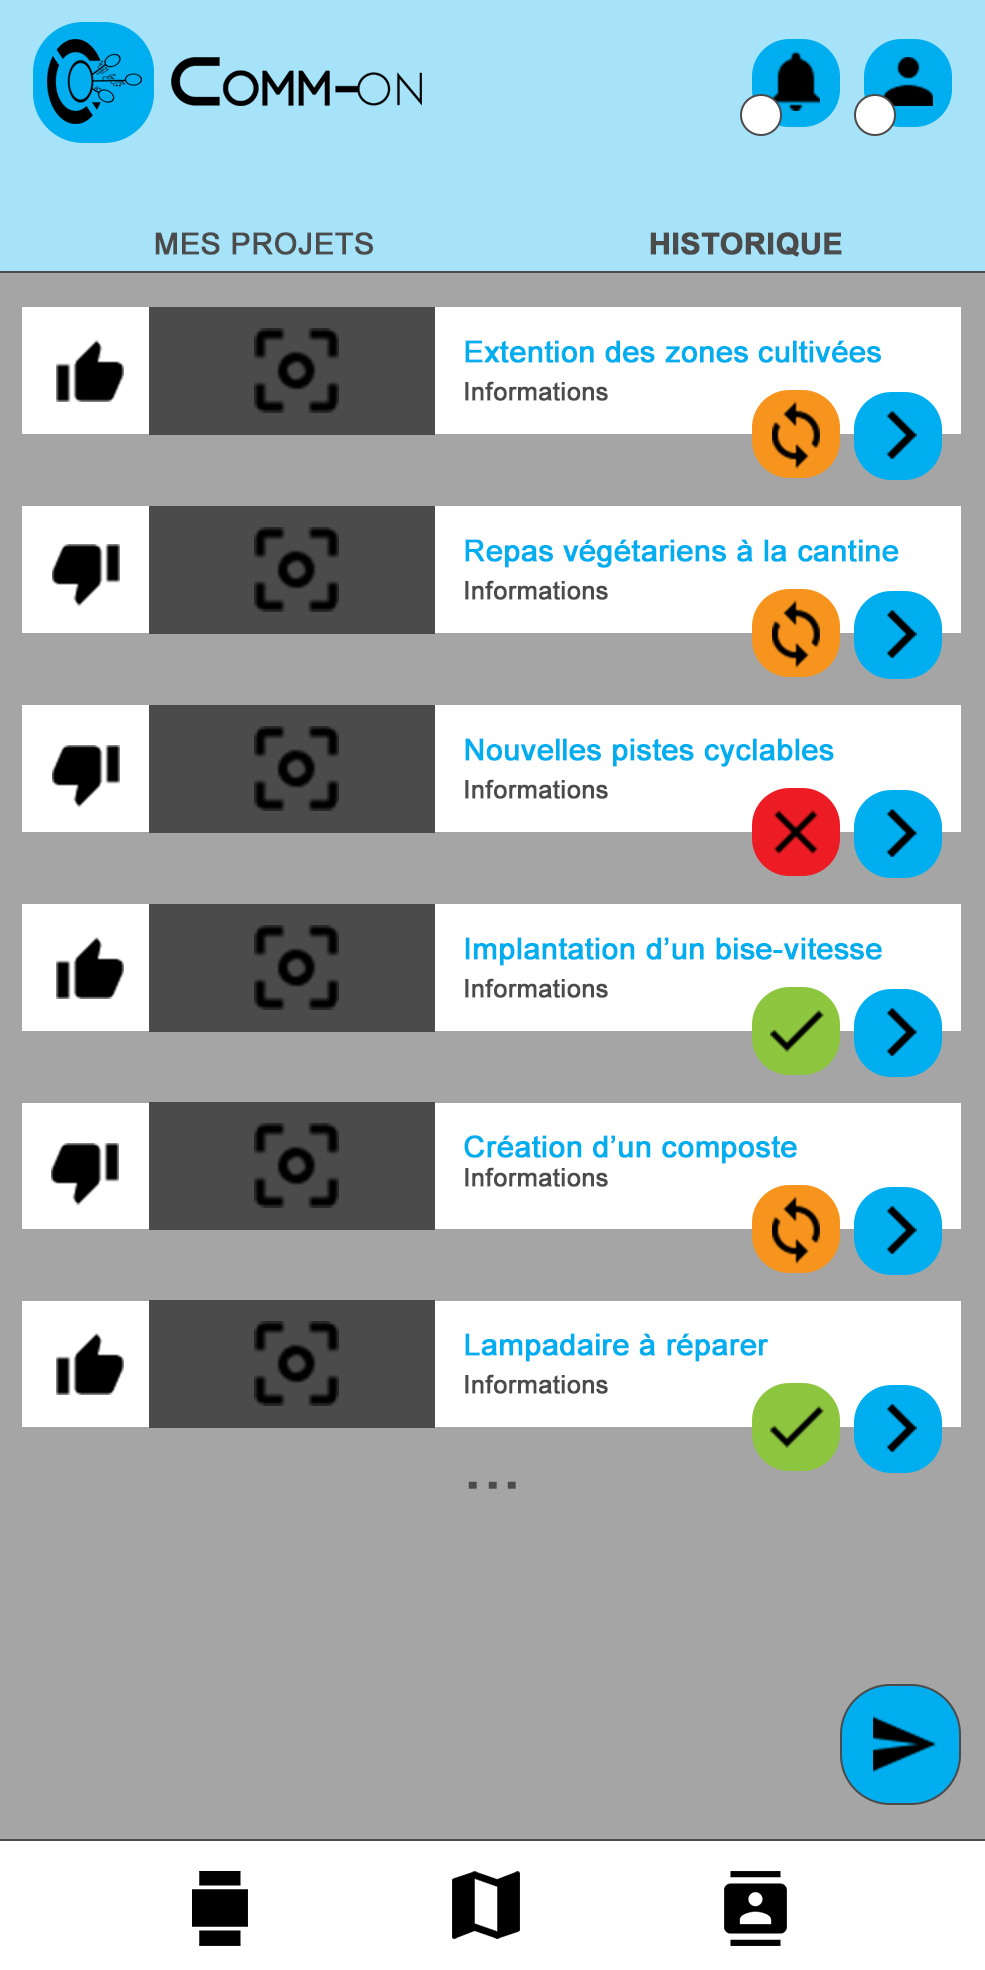 COMM-ON
MES PROJETS
HISTORIQUE
Extention des zones cultivées
Informations
Repas végétariens à la cantine
Informations
Nouvelles pistes cyclables
Informations
Implantation d’un bise-vitesse
Informations
Création d’un composte
Informations
Lampadaire à réparer
Informations
...